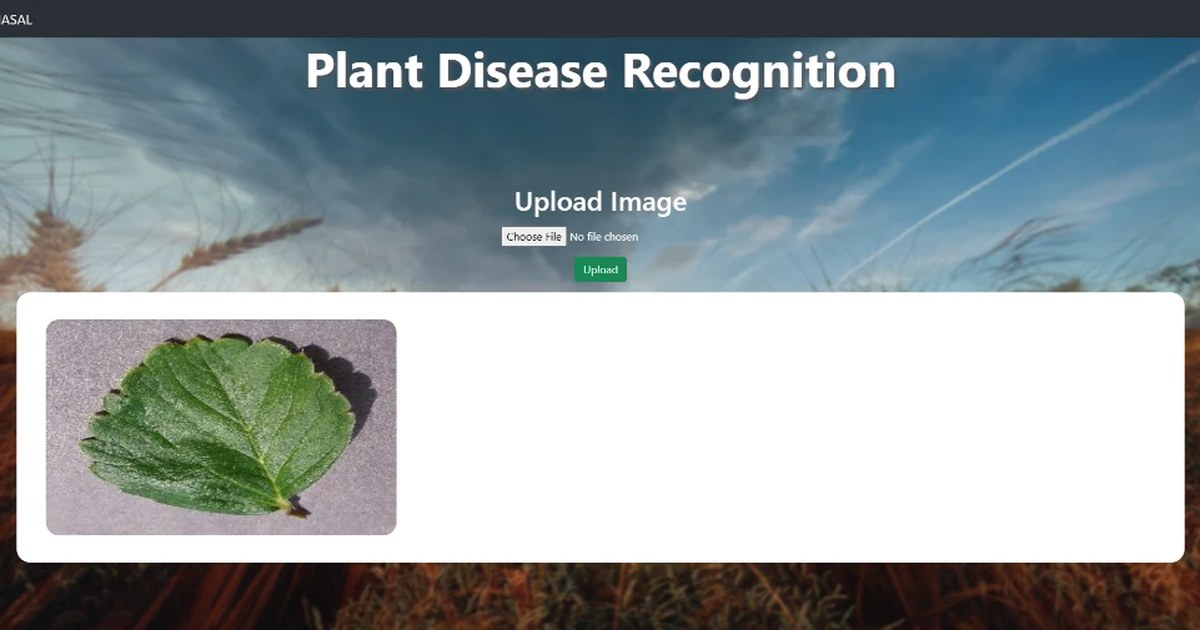 ASAL
Plant Disease Recognition
Upload Image
Choose File No file chosen
Upload